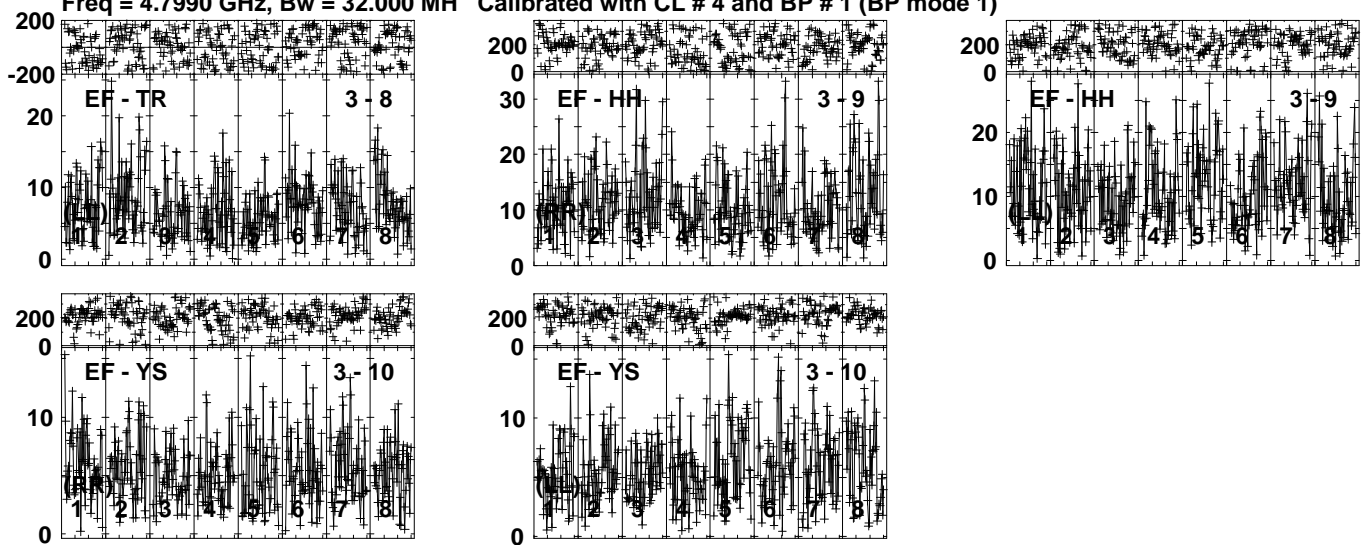 Freq = 4.7990 GHz, Bw = 32.000 MH Calibrated with CL # 4 and BP # 1 (BP mode 1)
200
-200
EF - TR 3 - 8
20
10
0
(LL)
1 2 3 4 5 6 7 8
200
0
EF - HH 3 - 9
30
20
10
0
(RR)
1 2 3 4 5 6 7 8
200
0
EF - HH 3 - 9
20
10
0
(LL)
1 2 3 4 5 6 7 8
200
0
EF - YS 3 - 10
10
0
(RR)
1 2 3 4 5 6 7 8
200
0
EF - YS 3 - 10
10
0
(LL)
1 2 3 4 5 6 7 8